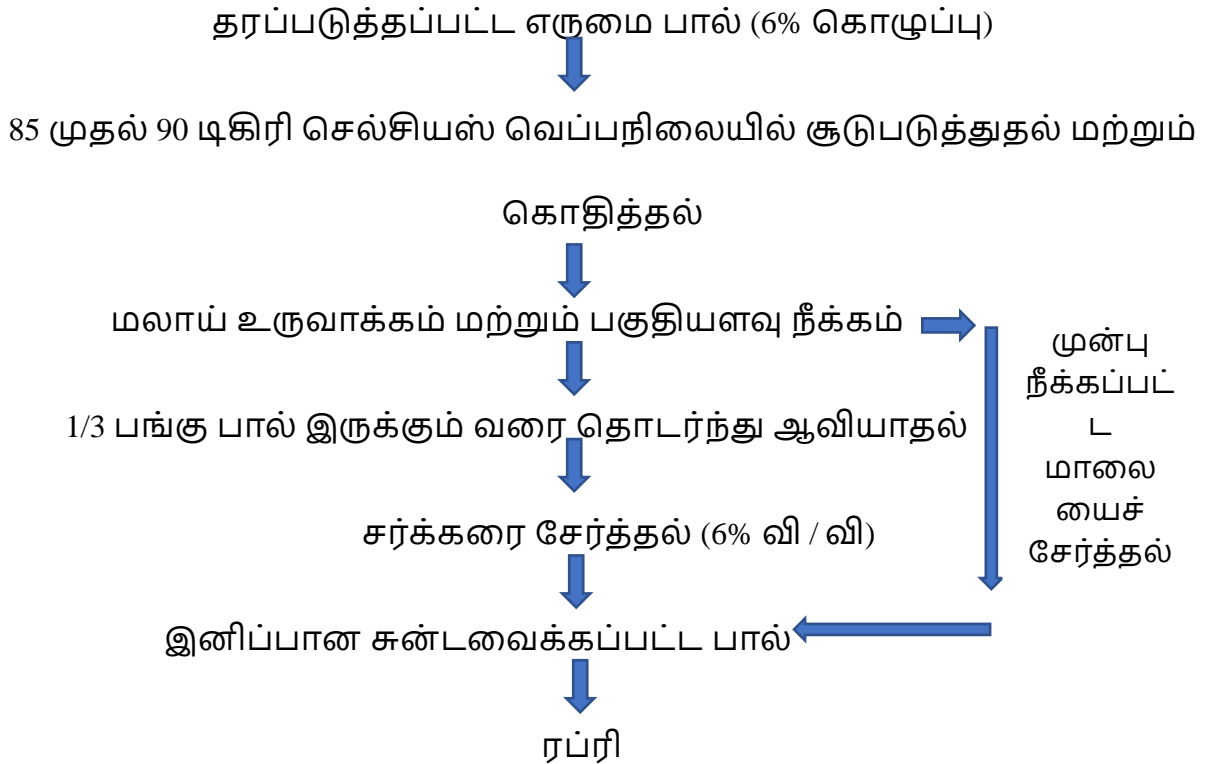 தரப்படுத்தப்பட்ட எருமை பால் (6% கொழுப்பு)
85 முதல் 90 டிகிரி செல்சியஸ் வெப்பநிலையில் சூடுபடுத்துதல் மற்றும்
கொதித்தல்
மலாய் உருவாக்கம் மற்றும் பகுதியளவு நீக்கம்
1/3 பங்கு பால் இருக்கும் வரை தொடர்ந்து ஆவியாதல்
சர்க்கரை சேர்த்தல் (6% வி / வி)
இனிப்பான சுன்டவைக்கப்பட்ட பால்
ரப்ரி
முன்பு
நீக்கப்பட்
ட
மாலை
யைச்
சேர்த்தல்